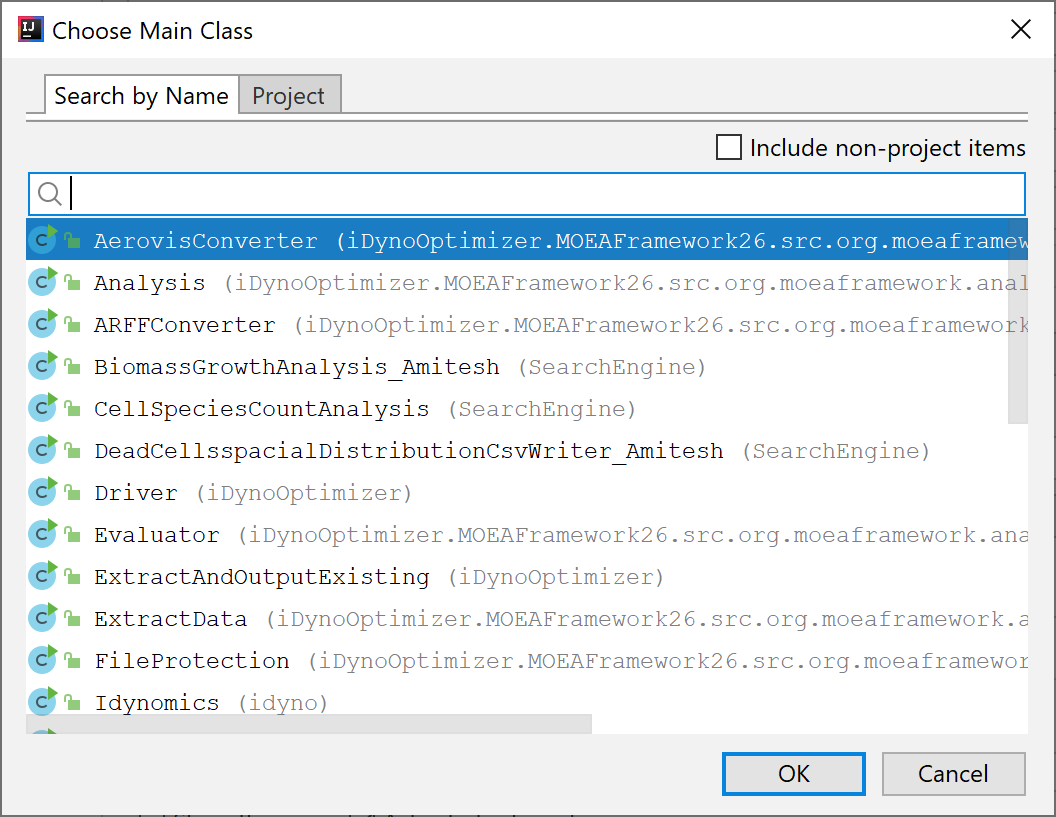 Choose Main Class
Search by Name
Project
Include non-project items
AerovisConverter (iDynoOptimizer.MOEAFramework26.src.org.moeaframew
Analysis (iDynoOptimizer.MOEAFramework26.src.org.moeaframework.anal
ARFFConverter (iDynoOptimizer.MOEAFramework26.src.org.moeaframework
BiomassGrowthAnalysis_Amitesh (SearchEngine)
CellSpeciesCountAnalysis (SearchEngine)
DeadCellsspacialDistributionCsvWriter_Amitesh (SearchEngine)
Driver (iDynoOptimizer)
Evaluator (iDynoOptimizer.MOEAFramework26.src.org.moeaframework.ana
ExtractAndOutputExisting (iDynoOptimizer)
ExtractData (iDynoOptimizer.MOEAFramework26.src.org.moeaframework.a
FileProtection (iDynoOptimizer.MOEAFramework26.src.org.moeaframewor
Idynomics (idyno)
OK
Cancel